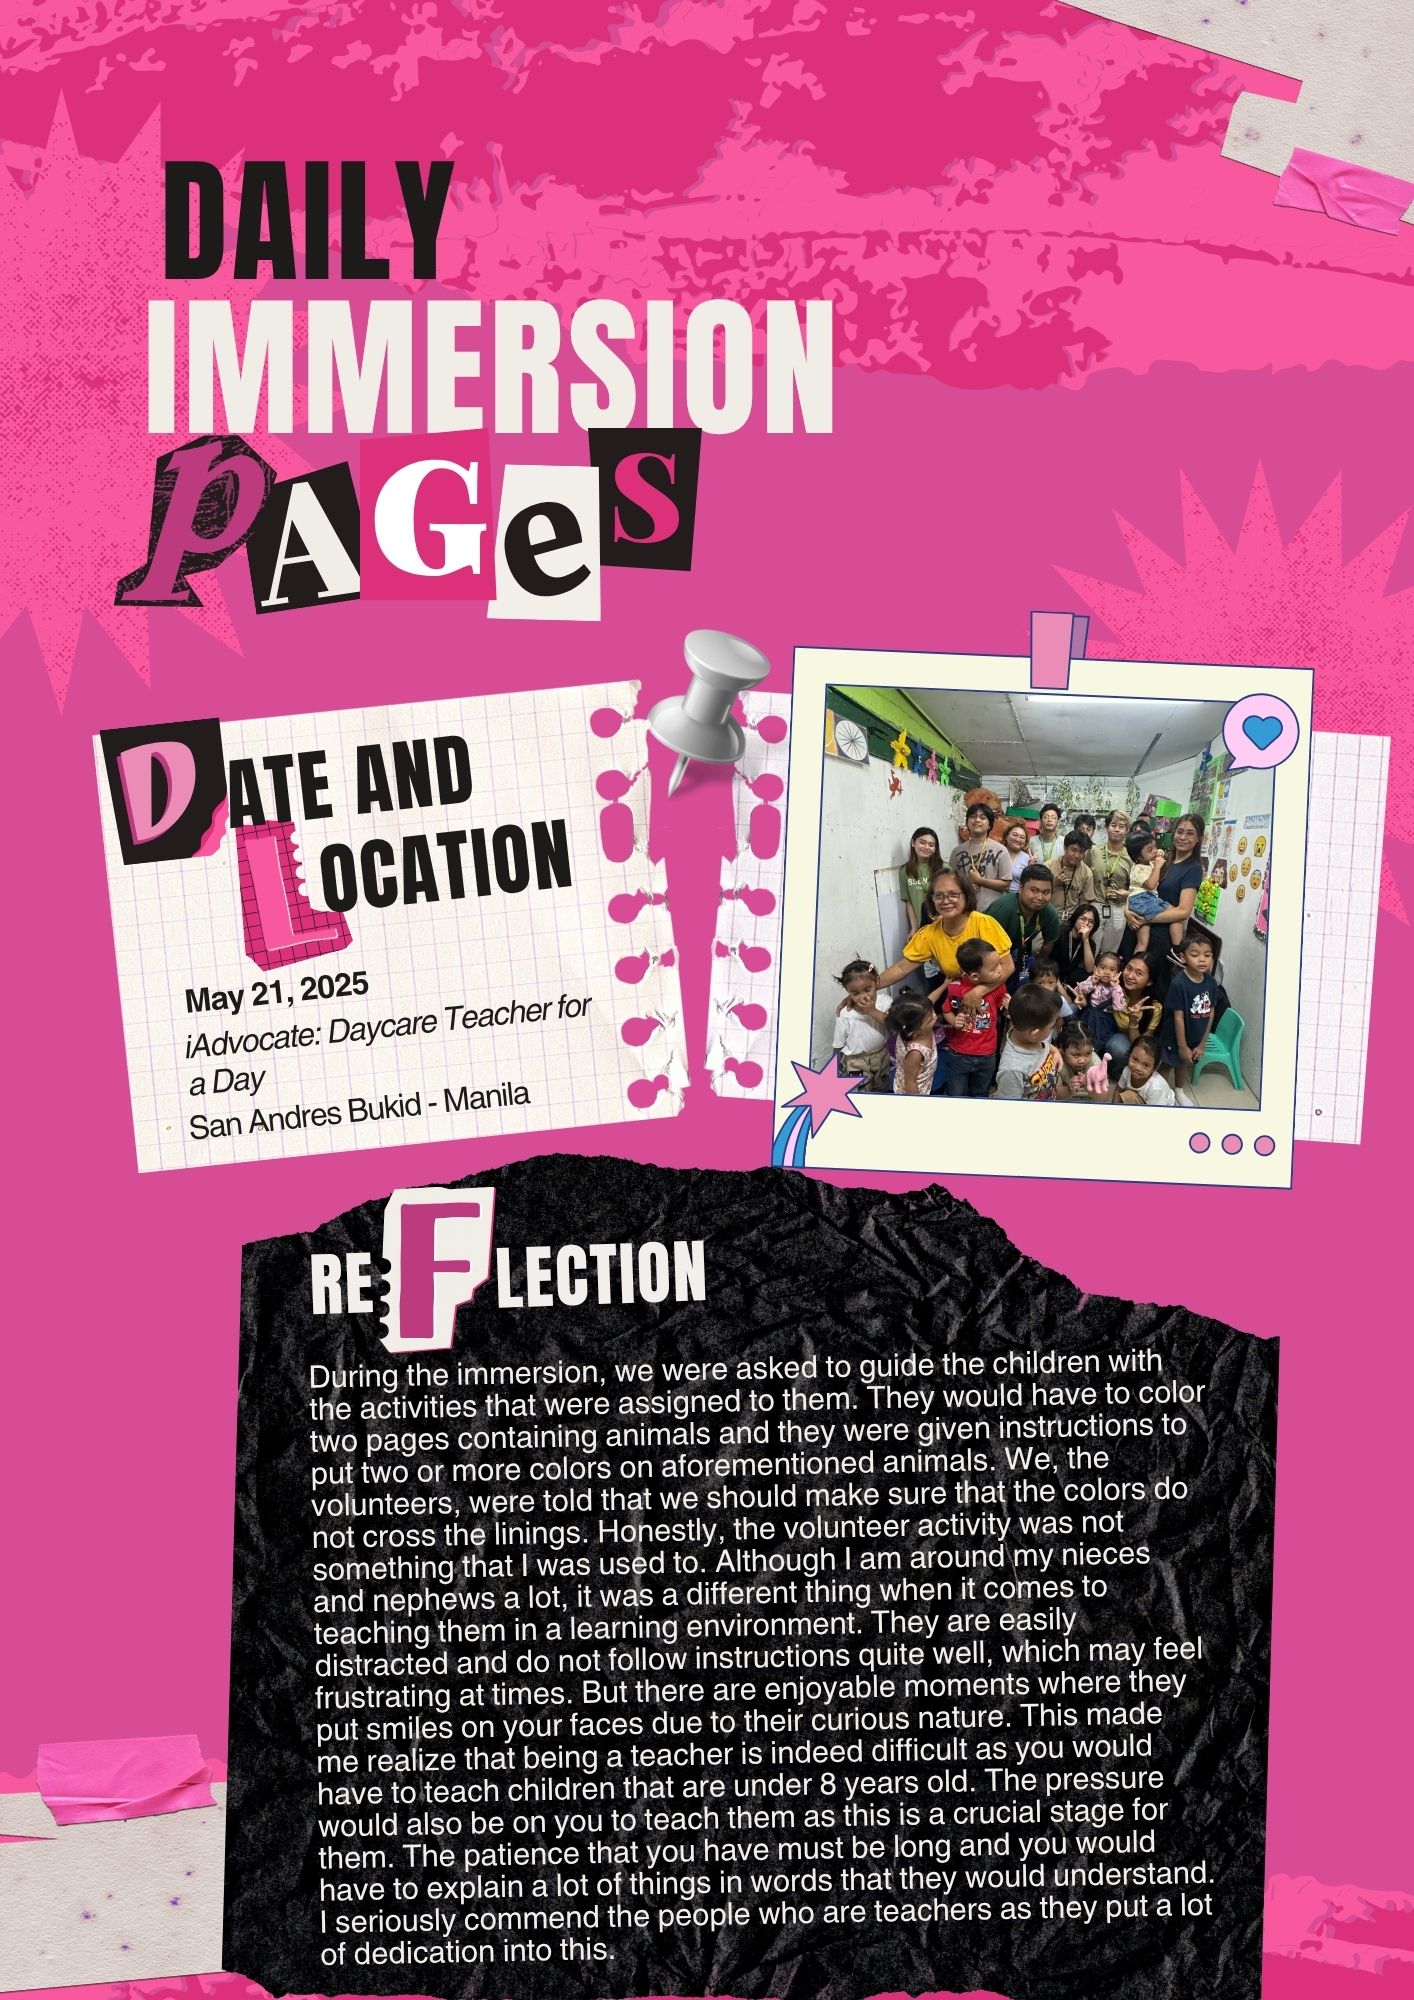 DAILY
IMMERSION
PAGeS
DATE AND
LOCATION
May 21, 2025
iAdvocate: Daycare Teacher for
a Day
San Andres Bukid - Manila
REFLECTION
During the immersion, we were asked to guide the children with
the activities that were assigned to them. They would have to color
two pages containing animals and they were given instructions to
put two or more colors on aforementioned animals. We, the
volunteers, were told that we should make sure that the colors do
not cross the linings. Honestly, the volunteer activity was not
something that I was used to. Although I am around my nieces
and nephews a lot, it was a different thing when it comes to
teaching them in a learning environment. They are easily
distracted and do not follow instructions quite well, which may feel
frustrating at times. But there are enjoyable moments where they
put smiles on your faces due to their curious nature. This made
me realize that being a teacher is indeed difficult as you would
have to teach children that are under 8 years old. The pressure
would also be on you to teach them as this is a crucial stage for
them. The patience that you have must be long and you would
have to explain a lot of things in words that they would understand.
I seriously commend the people who are teachers as they put a lot
of dedication into this.